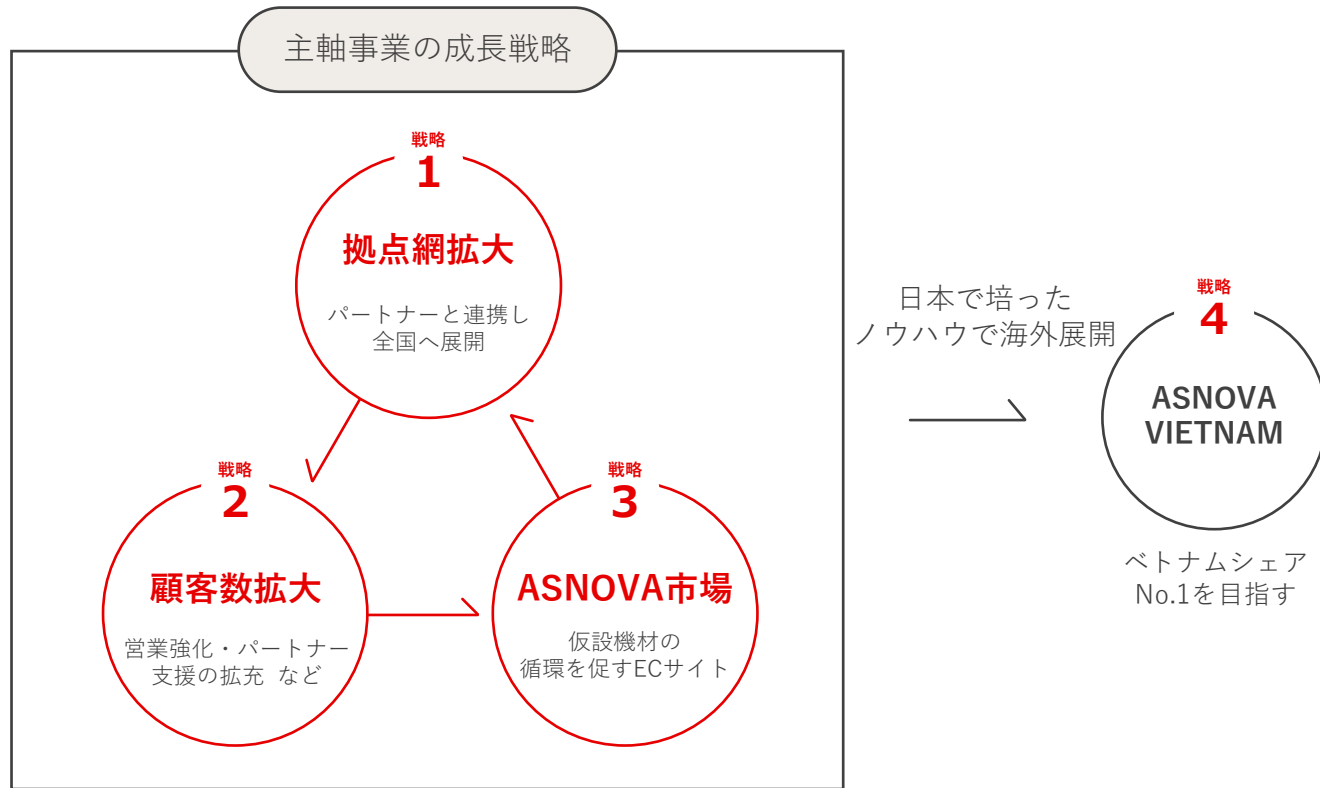 主軸事業の成長戦略
戦略
1
拠点網拡大
パートナーと連携し
全国へ展開
戦略
2
顧客数拡大
営業強化・パートナー
支援の拡充 など
戦略
3
ASNOVA市場
仮設機材の
循環を促すECサイト
日本で培った
ノウハウで海外展開
戦略
4
ASNOVA
VIETNAM
ベトナムシェア
No.1を目指す